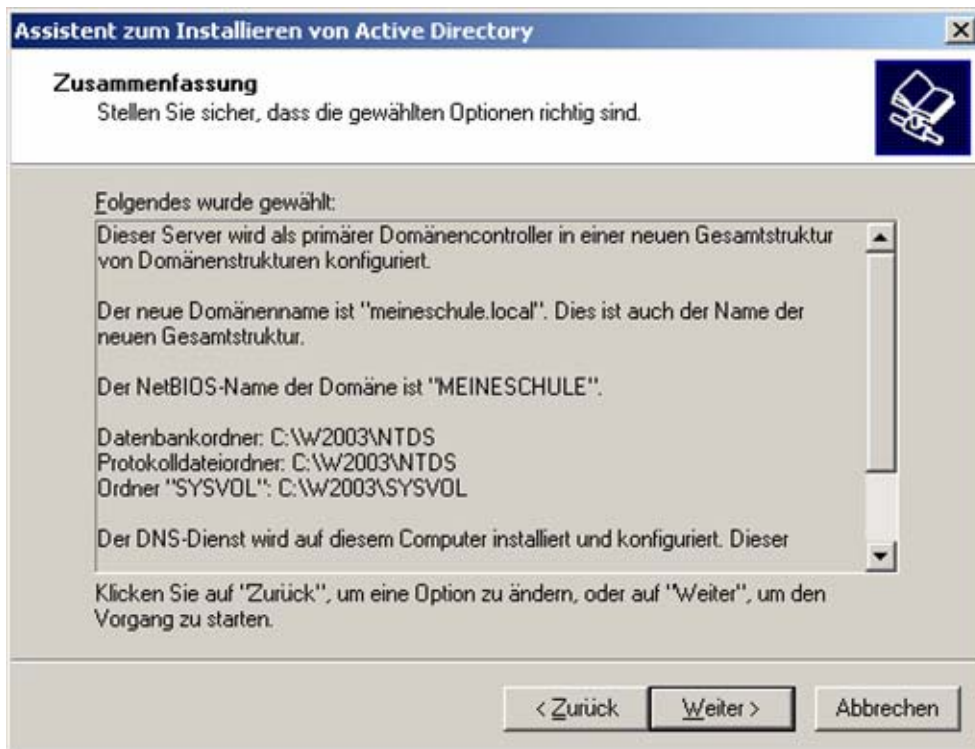 Assistent zum Installieren von Active Directory
Zusammenfassung
Stellen Sie sicher, dass die gewählten Optionen richtig sind.
Folgendes wurde gewählt:
Dieser Server wird als primärer Domänencontroller in einer neuen Gesamtstruktur
von Domänenstrukturen konfiguriert.
Der neue Domänenname ist "meineschule.local". Dies ist auch der Name der
neuen Gesamtstruktur.
Der NetBIOS-Name der Domäne ist "MEINESCHULE".
Datenbankordner: C:\W2003\NTDS
Protokolldateiordner: C:\W2003\NTDS
Ordner "SYSVOL": C:\W2003\SYSVOL
Der DNS-Dienst wird auf diesem Computer installiert und konfiguriert. Dieser
Klicken Sie auf "Zurück", um eine Option zu ändern, oder auf "Weiter", um den
Vorgang zu starten.
< Zurück Weiter > Abbrechen